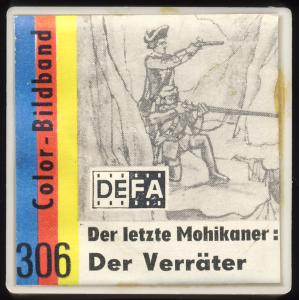 Color-Bildband
DEFA
306
Der letzte Mohikaner:
Der Verräter